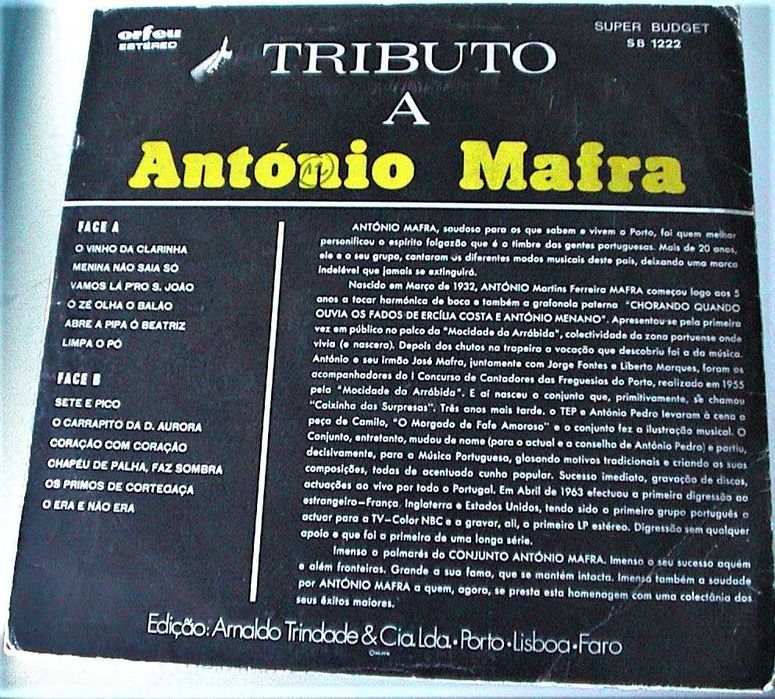 orfeu
ESTÉREO
SUPER BUDGET
SB 1222
TRIBUTO
A
António Mafra
FACE A
O VINHO DA CLARINHA
MENINA NÃO SAIA SÓ
VAMOS LÁ P'RO S. JOÃO
Ó ZÉ OLHA O BALÃO
ABRE A PIPA Ó BEATRIZ
LIMPA O PÓ
FACE B
SETE E PICO
O CARRAPITO DA D. AURORA
CORAÇÃO COM CORAÇÃO
CHAPÉU DE PALHA, FAZ SOMBRA
OS PRIMOS DE CORTEGAÇA
O ERA E NÃO ERA
ANTÓNIO MAFRA, saudoso para os que sabem e vivem o Porto, foi quem melhor
personificou o espírito folgazão que é o timbre das gentes portuguesas. Mais de 20 anos,
ele e o seu grupo, cantaram os diferentes modos musicais deste país, deixando uma marca
indelével que jamais se extinguirá.
Nascido em Março de 1932, ANTÓNIO Martins Ferreira MAFRA começou logo aos 5
anos a tocar harmónica de boca e também a grafonola paterna "CHORANDO QUANDO
OUVIA OS FADOS DE ERCÍLIA COSTA E ANTÓNIO MENANO". Apresentou-se pela primeira
vez em público no palco da "Mocidade da Arrábida", colectividade da zona portuense onde
vivia (e nascera). Depois dos chutos na trapeira a vocação que descobriu foi a da música.
António e seu irmão José Mafra, juntamente com Jorge Fontes e Liberto Marques, foram os
acompanhadores do I Concurso de Cantadores das Freguesias do Porto, realizado em 1955
pela "Mocidade da Arrábida". E aí nasceu o conjunto que, primitivamente, se chamou
"Caixinha das Surpresas". Três anos mais tarde, o TEP e António Pedro levaram à cena a
peça de Camilo, "O Morgado de Fafe Amoroso" e o conjunto fez a ilustração musical. O
Conjunto, entretanto, mudou de nome (para o actual e a conselho de António Pedro) e partiu,
decisivamente, para a Música Portuguesa, glosando motivos tradicionais e criando as suas
composições, todas de acentuado cunho popular. Sucesso imediato, gravação de discos,
actuações ao vivo por todo o Portugal. Em Abril de 1963 efectuou a primeira digressão ao
estrangeiro—França, Inglaterra e Estados Unidos, tendo sido o primeiro grupo português a
actuar para a TV—Color NBC e a gravar, ali, o primeiro LP estéreo. Digressão sem qualquer
apoio e que foi a primeira de uma longa série.
Imenso o palmarés do CONJUNTO ANTÓNIO MAFRA. Imenso o seu sucesso aquém
e além fronteiras. Grande a sua fama, que se mantém intacta. Imensa também a saudade
por ANTÓNIO MAFRA a quem, agora, se presta esta homenagem com uma colectânia dos
seus êxitos maiores.
Edição: Arnaldo Trindade & Cia. Lda. • Porto • Lisboa • Faro